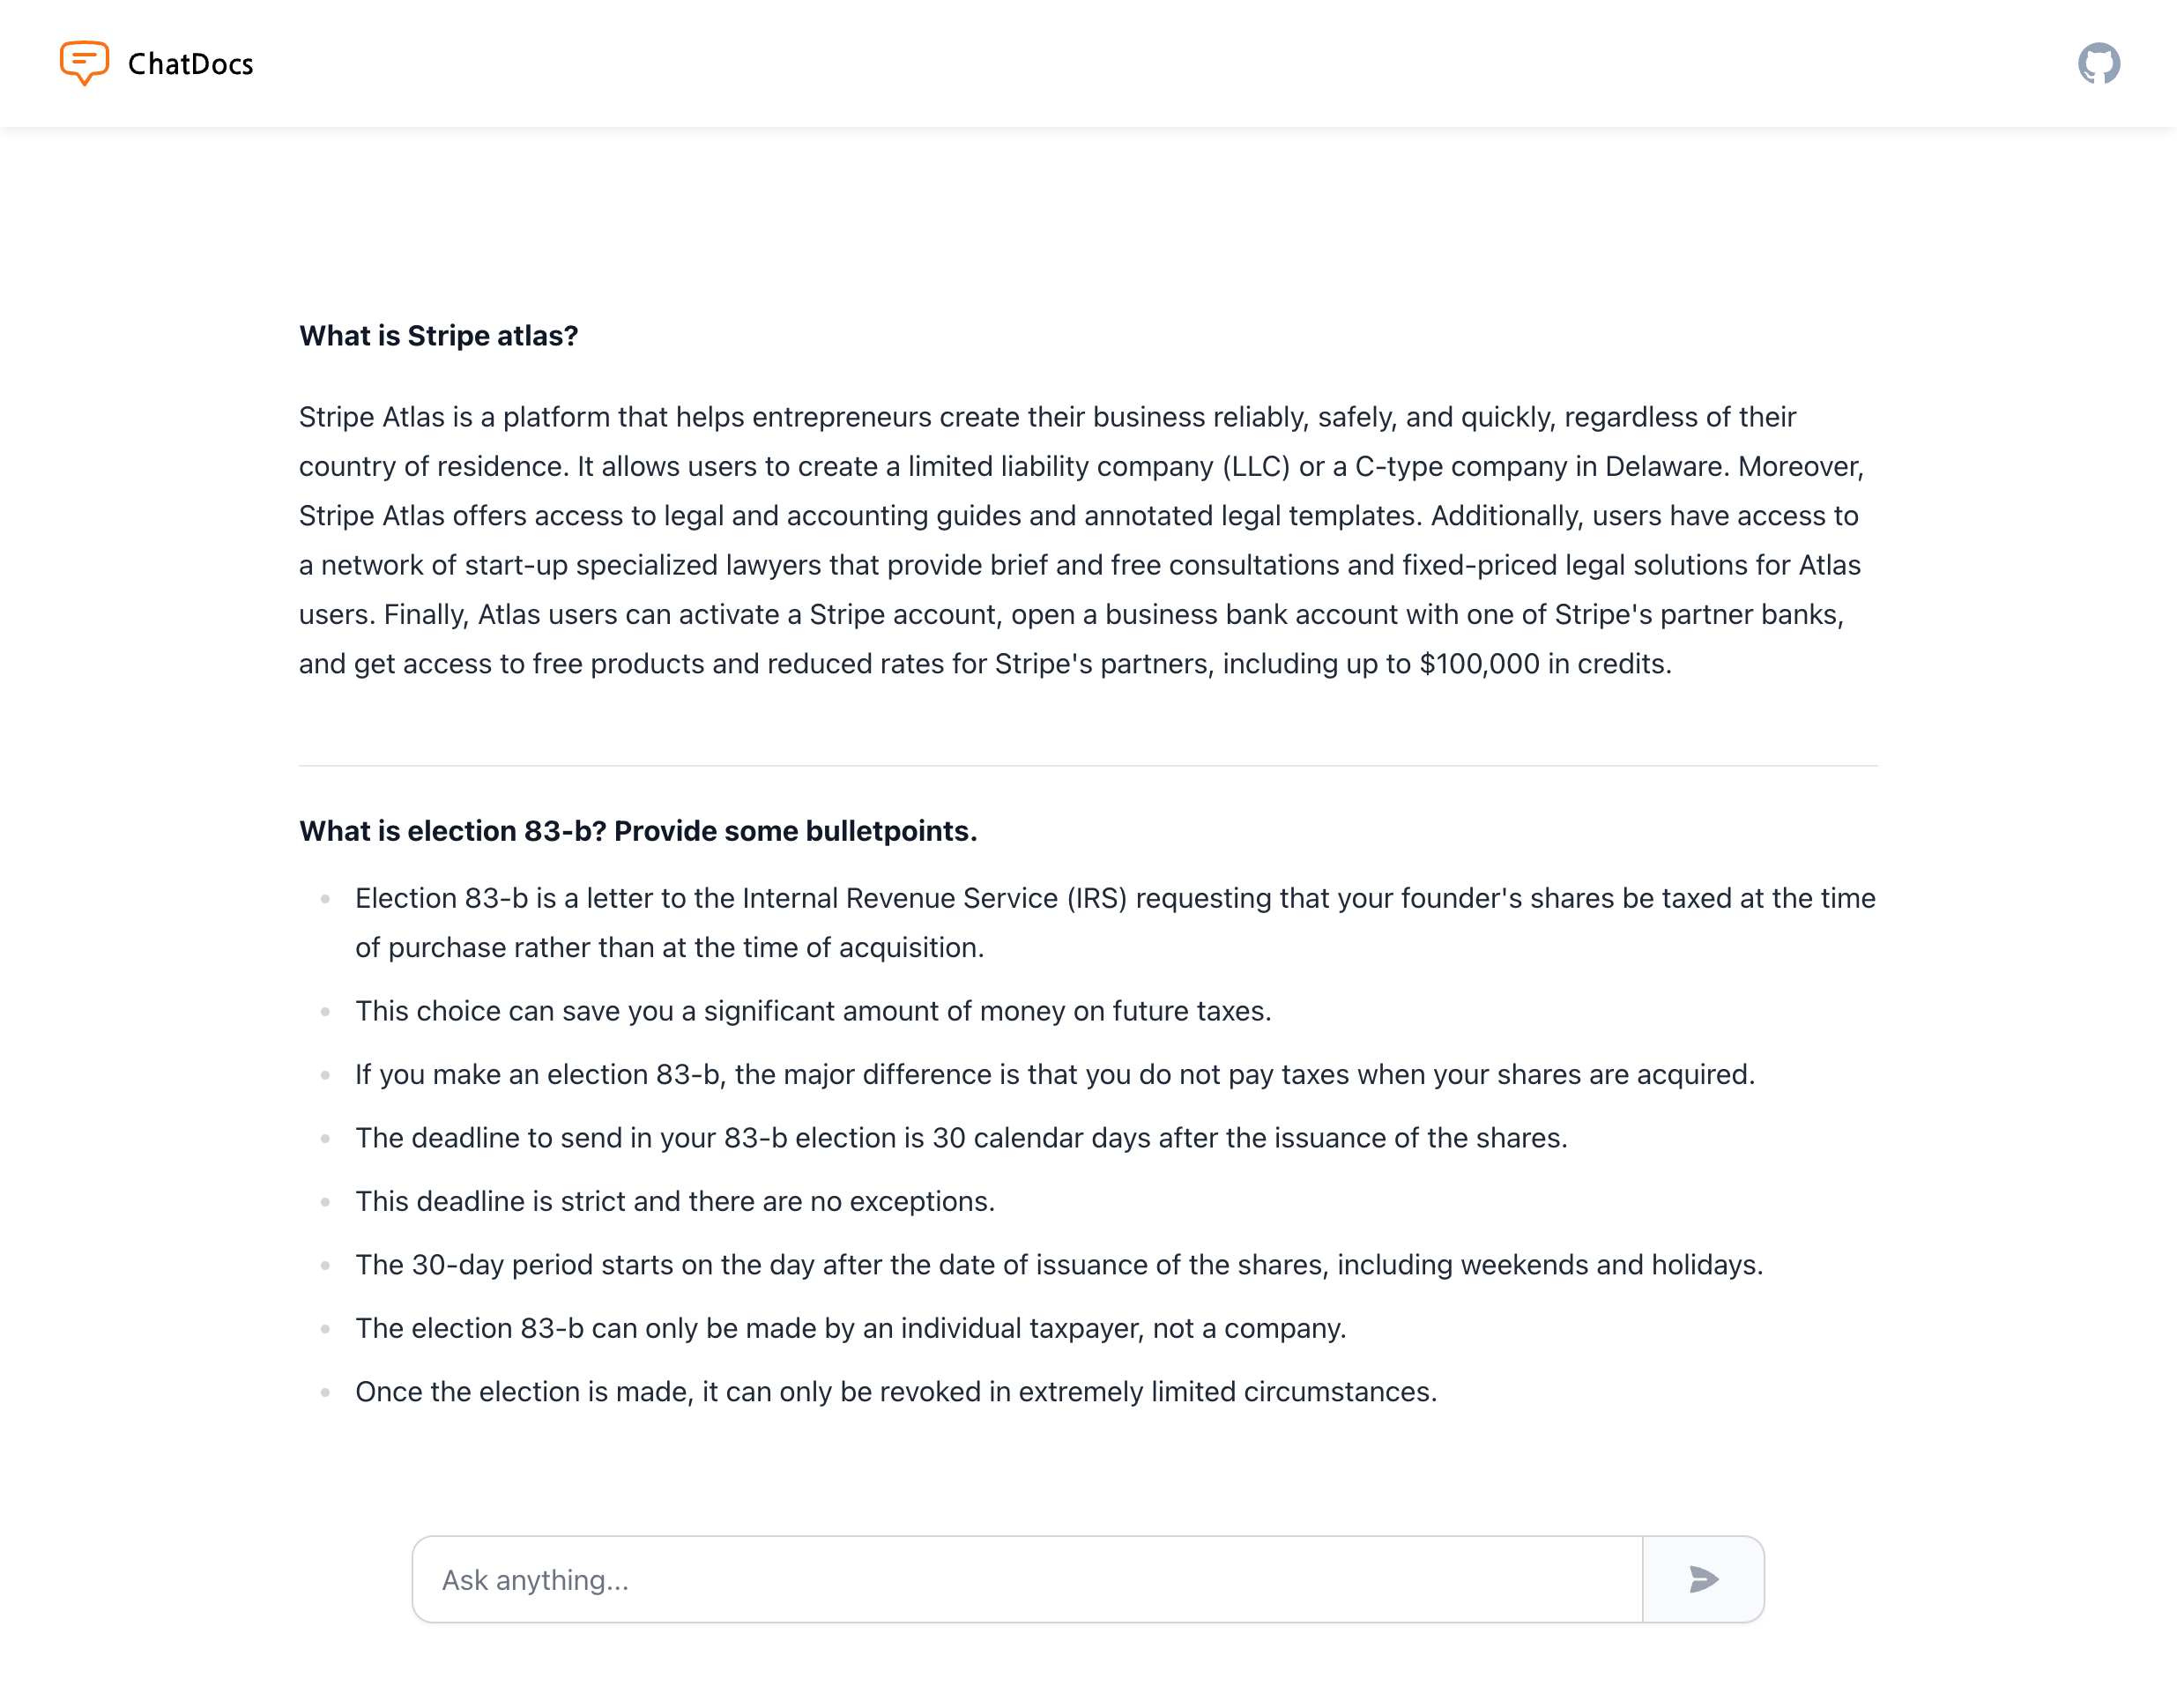 ChatDocs
What is Stripe atlas?
Stripe Atlas is a platform that helps entrepreneurs create their business reliably, safely, and quickly, regardless of their
country of residence. It allows users to create a limited liability company (LLC) or a C-type company in Delaware. Moreover,
Stripe Atlas offers access to legal and accounting guides and annotated legal templates. Additionally, users have access to
a network of start-up specialized lawyers that provide brief and free consultations and fixed-priced legal solutions for Atlas
users. Finally, Atlas users can activate a Stripe account, open a business bank account with one of Stripe's partner banks,
and get access to free products and reduced rates for Stripe's partners, including up to $100,000 in credits.
What is election 83-b? Provide some bulletpoints.
Election 83-b is a letter to the Internal Revenue Service (IRS) requesting that your founder's shares be taxed at the time
of purchase rather than at the time of acquisition.
This choice can save you a significant amount of money on future taxes.
If you make an election 83-b, the major difference is that you do not pay taxes when your shares are acquired.
The deadline to send in your 83-b election is 30 calendar days after the issuance of the shares.
This deadline is strict and there are no exceptions.
The 30-day period starts on the day after the date of issuance of the shares, including weekends and holidays.
The election 83-b can only be made by an individual taxpayer, not a company.
Once the election is made, it can only be revoked in extremely limited circumstances.
Ask anything...